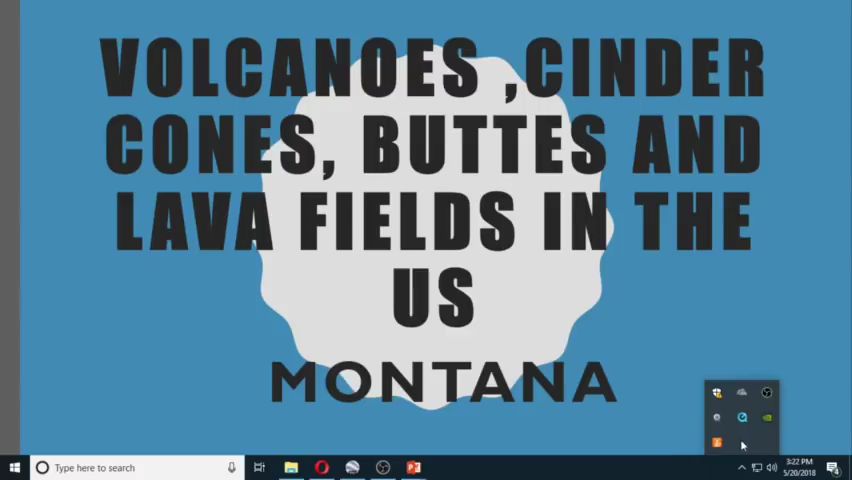 VOLCANOES ,CINDER
CONES, BUTTES AND
LAVA FIELDS IN THE
US
MONTANA
Type here to search
3:22 PM
5/20/2018
4